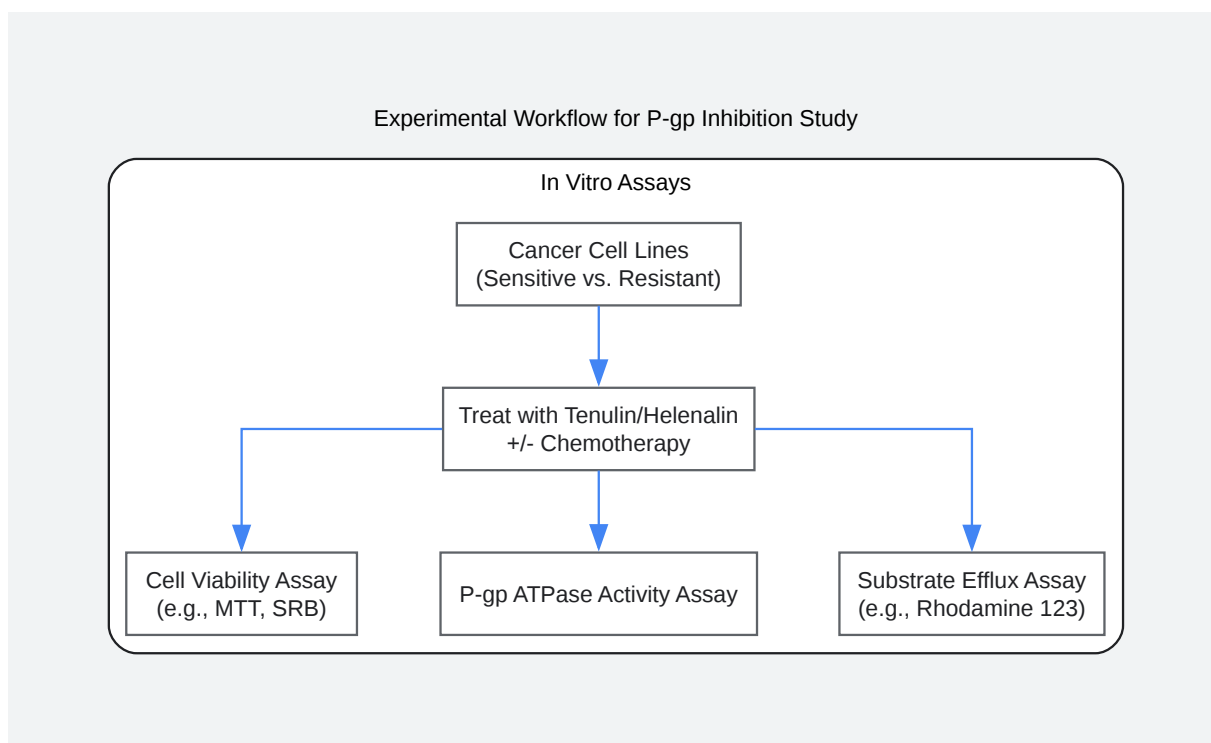 Experimental Workflow for P-gp Inhibition Study
In Vitro Assays
Cancer Cell Lines
(Sensitive vs. Resistant)
Treat with Tenulin/Helenalin
+/- Chemotherapy
Cell Viability Assay
(e.g., MTT, SRB)
P-gp ATPase Activity Assay
Substrate Efflux Assay
(e.g., Rhodamine 123)